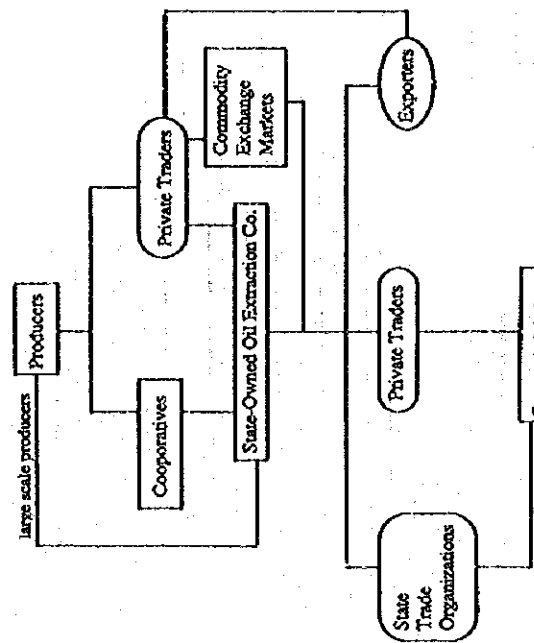 large scale producers
Producers
Cooporatives
Private Traders
State-Owned Oil Extraction Co.
Commodity
Exchange
Markets
State
Trade
Organizations
Private Traders
Exporters